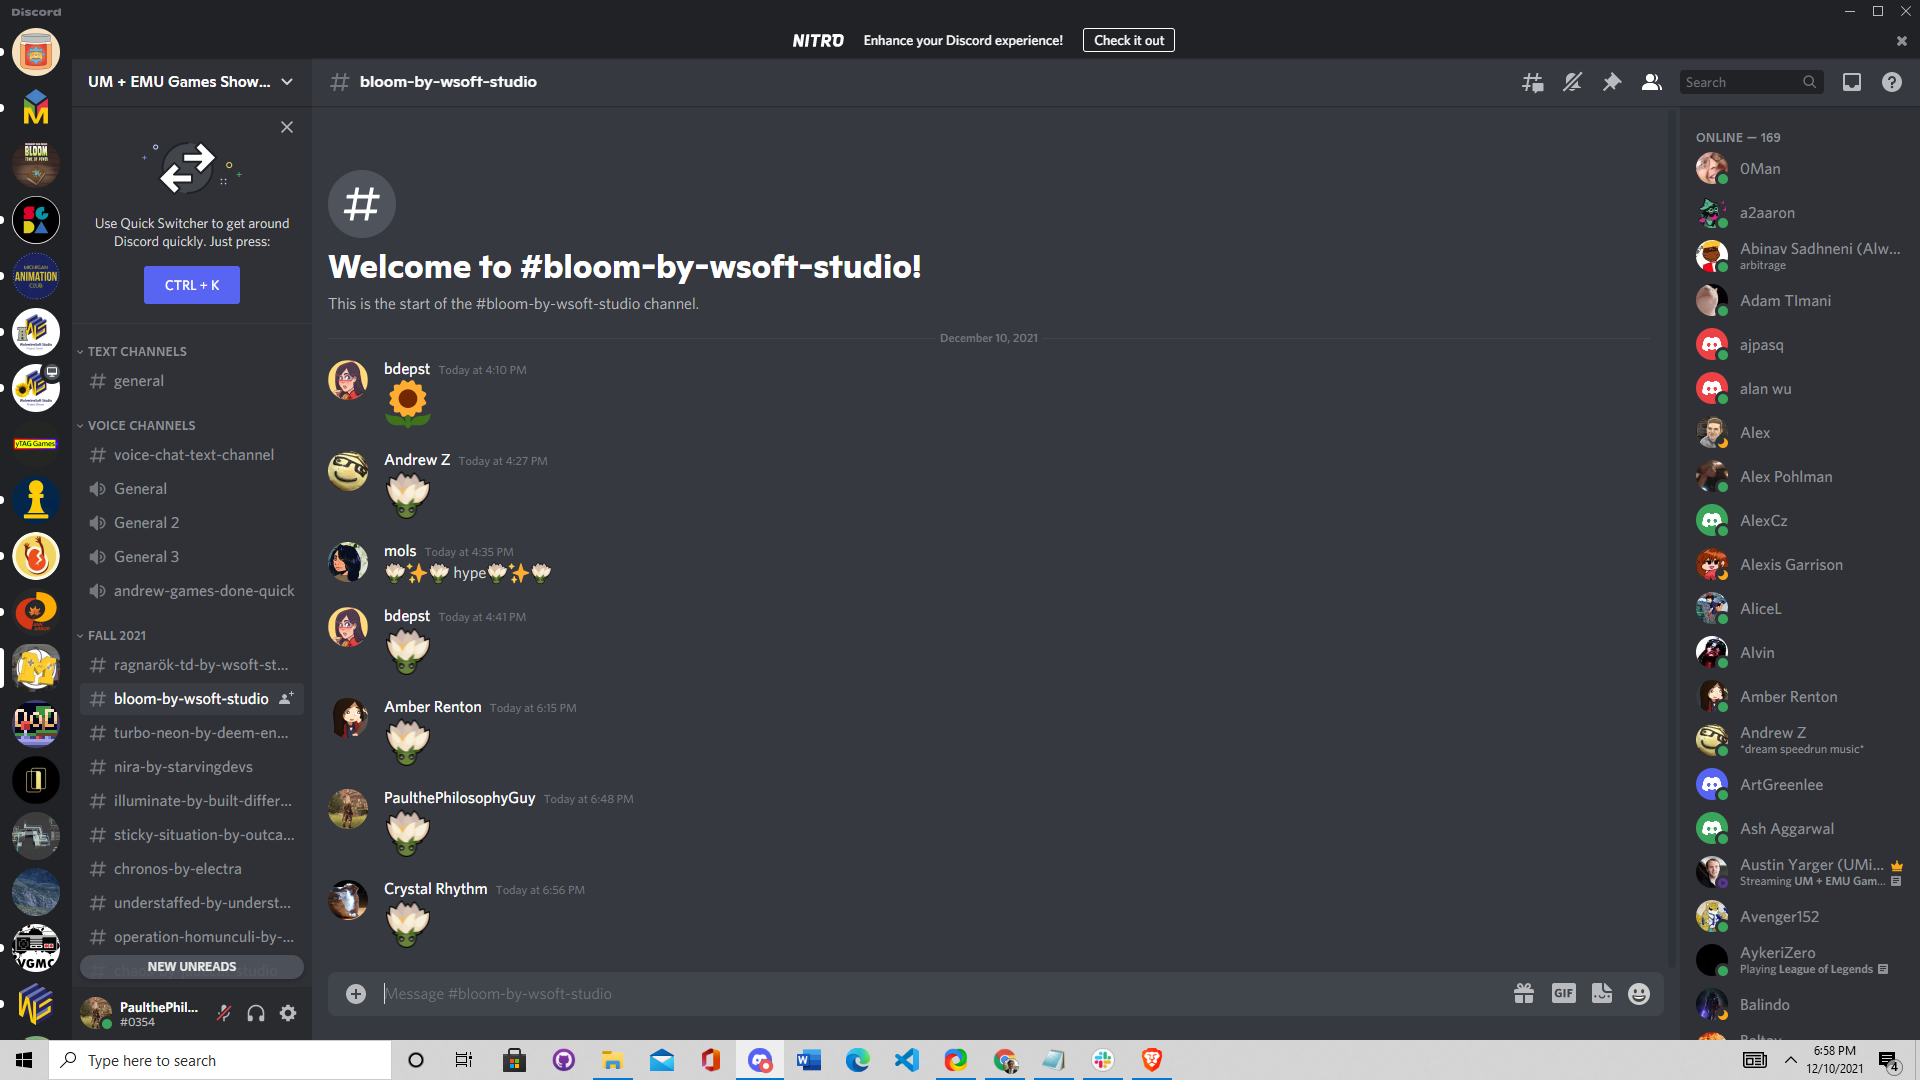 Discord
NITRO Enhance your Discord experience! Check it out
UM + EMU Games Show...
bloom-by-wsoft-studio
Search
Use Quick Switcher to get around
Discord quickly. Just press:
CTRL + K
TEXT CHANNELS
general
VOICE CHANNELS
voice-chat-text-channel
General
General 2
General 3
andrew-games-done-quick
FALL 2021
ragnarök-td-by-wsoft-st...
bloom-by-wsoft-studio
turbo-neon-by-deem-en...
nira-by-starvingdevs
illuminate-by-built-differ...
sticky-situation-by-outca...
chronos-by-electra
understaffed-by-underst...
operation-homunculi-by-...
NEW UNREADS
PaulthePhil...
#0354
BLOOM
MICHIGAN
ANIMATION
CLUB
yTAG Games
VGMC
Welcome to #bloom-by-wsoft-studio!
This is the start of the #bloom-by-wsoft-studio channel.
December 10, 2021
bdepst Today at 4:10 PM
Andrew Z Today at 4:27 PM
mols Today at 4:35 PM
hype
bdepst Today at 4:41 PM
Amber Renton Today at 6:15 PM
PaulthePhilosophyGuy Today at 6:48 PM
Crystal Rhythm Today at 6:56 PM
Message #bloom-by-wsoft-studio
GIF
ONLINE — 169
0Man
a2aaron
Abinav Sadhneni (Alw...
arbitrage
Adam TImani
ajpasq
alan wu
Alex
Alex Pohlman
AlexCz
Alexis Garrison
AliceL
Alvin
Amber Renton
Andrew Z
*dream speedrun music*
ArtGreenlee
Ash Aggarwal
Austin Yarger (UMi...
Streaming UM + EMU Gam...
Avenger152
AykeriZero
Playing League of Legends
Balindo
Type here to search
6:58 PM
12/10/2021
4